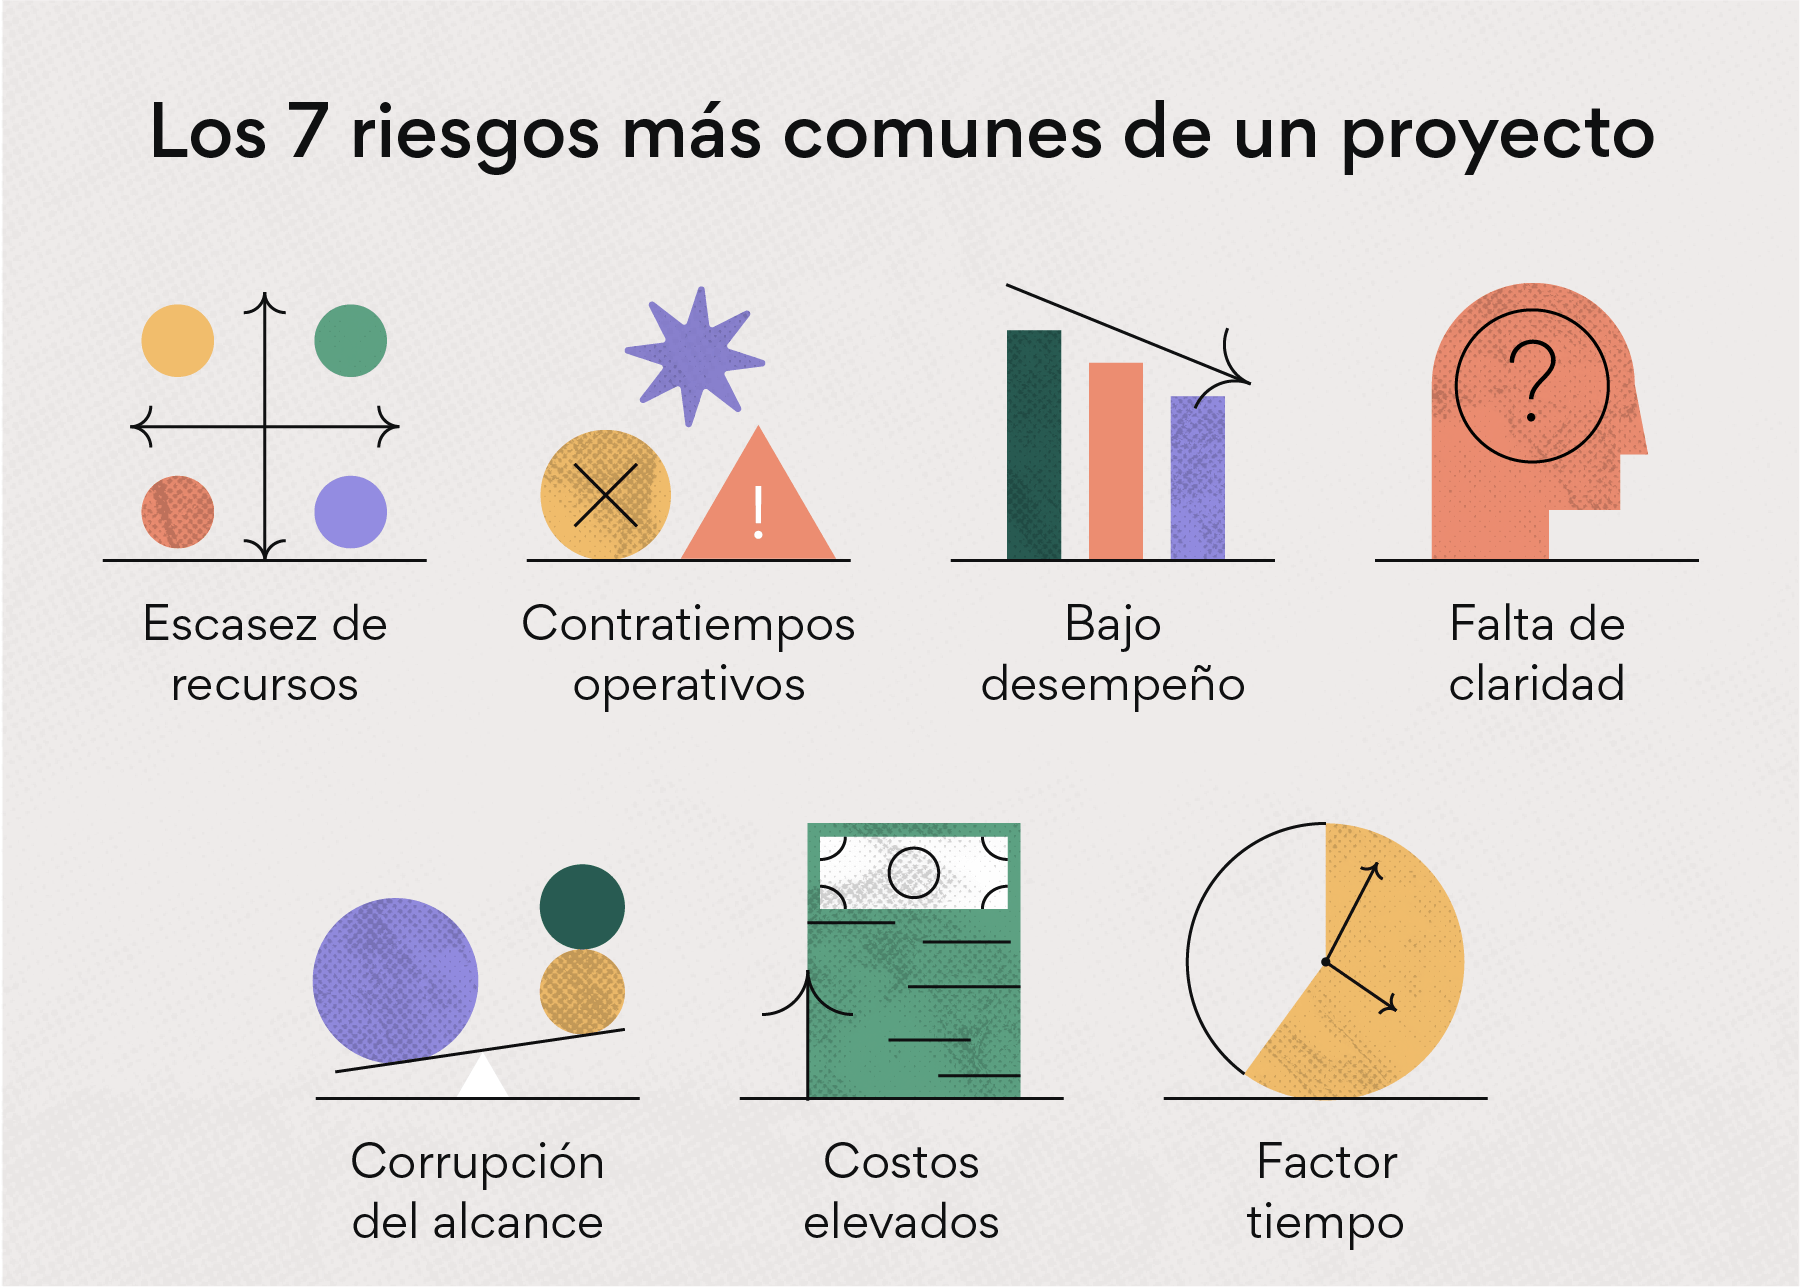 Los 7 riesgos más comunes de un proyecto
?
!
Escasez de
recursos
Contratiempos
operativos
Bajo
desempeño
Falta de
claridad
Corrupción
del alcance
Costos
elevados
Factor
tiempo